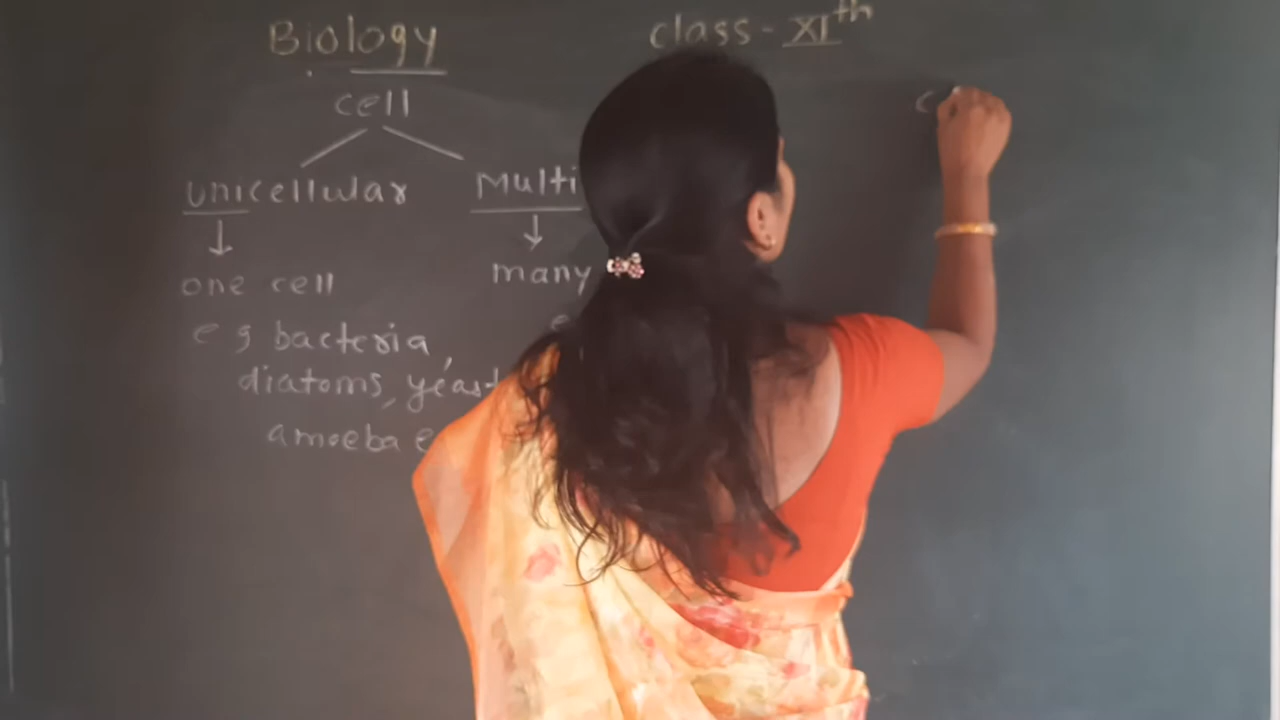 Biology
class - XIth
cell
unicellular
Multi
one cell
many
e g bacteria,
diatoms, yeast
amoeba e
c